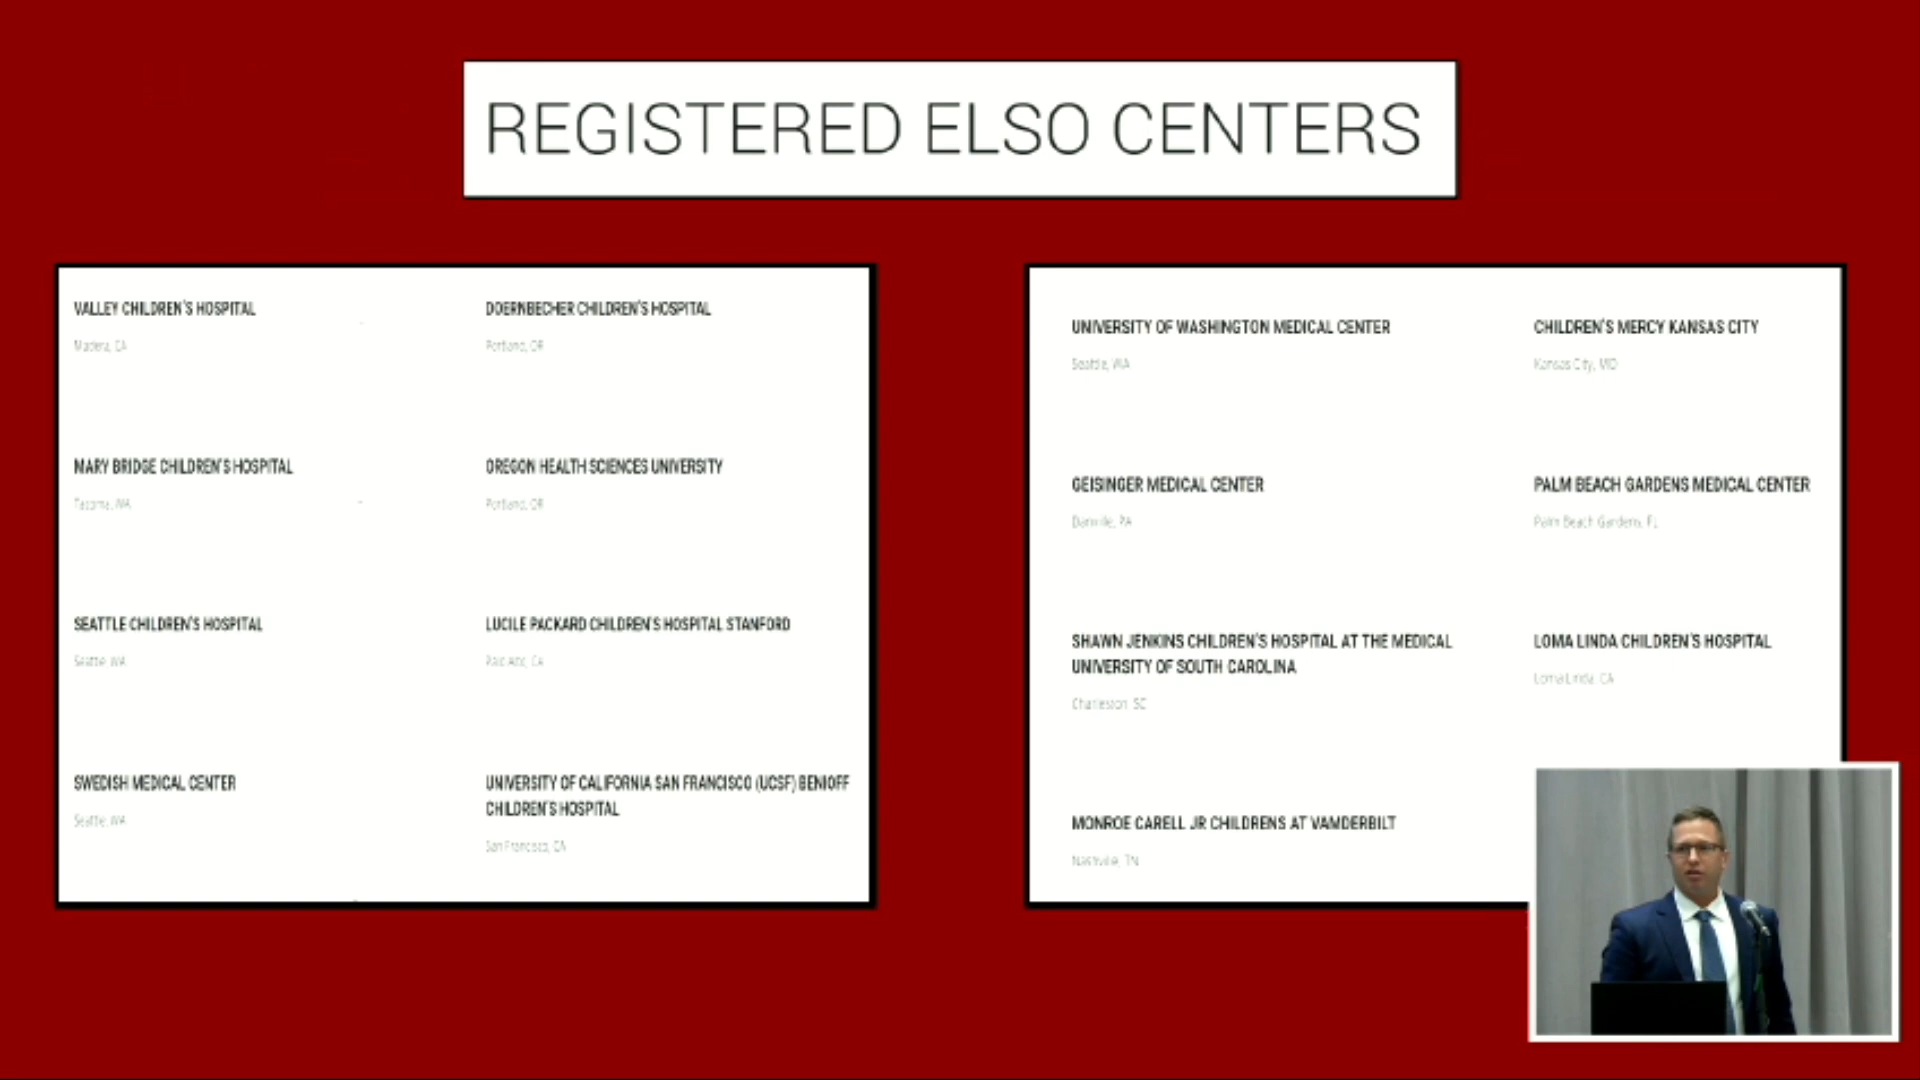 REGISTERED ELSO CENTERS
VALLEY CHILDREN'S HOSPITAL
Madera, CA
MARY BRIDGE CHILDREN'S HOSPITAL
Tacoma, WA
SEATTLE CHILDREN'S HOSPITAL
Seattle, WA
SWEDISH MEDICAL CENTER
Seattle, WA
DOERNBECHER CHILDREN'S HOSPITAL
Portland, OR
OREGON HEALTH SCIENCES UNIVERSITY
Portland, OR
LUCILE PACKARD CHILDREN'S HOSPITAL STANFORD
Palo Alto, CA
UNIVERSITY OF CALIFORNIA SAN FRANCISCO (UCSF) BENIOFF
CHILDREN'S HOSPITAL
San Francisco, CA
UNIVERSITY OF WASHINGTON MEDICAL CENTER
Seattle, WA
GEISINGER MEDICAL CENTER
Danville, PA
SHAWN JENKINS CHILDREN'S HOSPITAL AT THE MEDICAL
UNIVERSITY OF SOUTH CAROLINA
Charleston, SC
MONROE CARELL JR CHILDRENS AT VAMDERBILT
Nashville, TN
CHILDREN'S MERCY KANSAS CITY
Kansas City, MO
PALM BEACH GARDENS MEDICAL CENTER
Palm Beach Gardens, FL
LOMA LINDA CHILDREN'S HOSPITAL
Loma Linda, CA